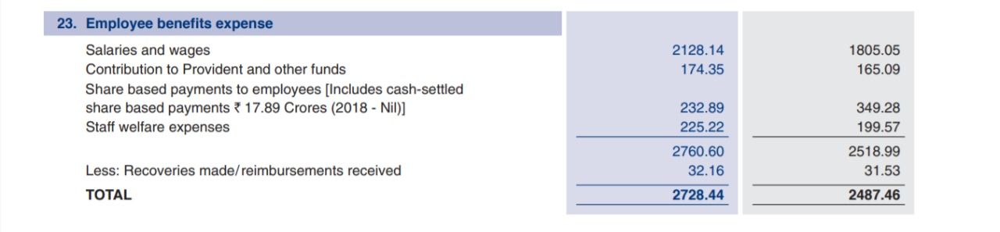 23. Employee benefits expense
Salaries and wages 2128.14 1805.05
Contribution to Provident and other funds 174.35 165.09
Share based payments to employees [Includes cash-settled
share based payments ₹ 17.89 Crores (2018 - Nil)] 232.89 349.28
Staff welfare expenses 225.22 199.57
2760.60 2518.99
Less: Recoveries made/reimbursements received 32.16 31.53
TOTAL 2728.44 2487.46